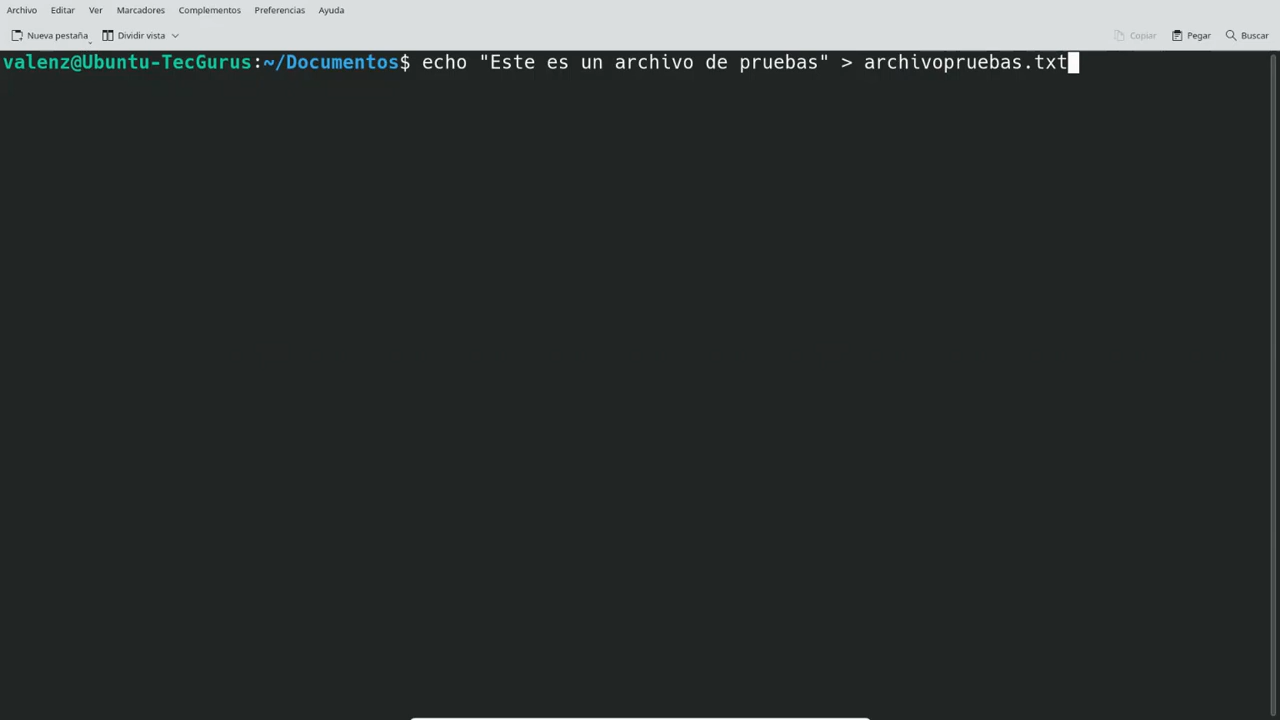 Archivo Editar Ver Marcadores Complementos Preferencias Ayuda
Nueva pestaña Dividir vista Copiar Pegar Buscar
valenz@Ubuntu-TecGurus:~/Documentos$ echo "Este es un archivo de pruebas" > archivopruebas.txt